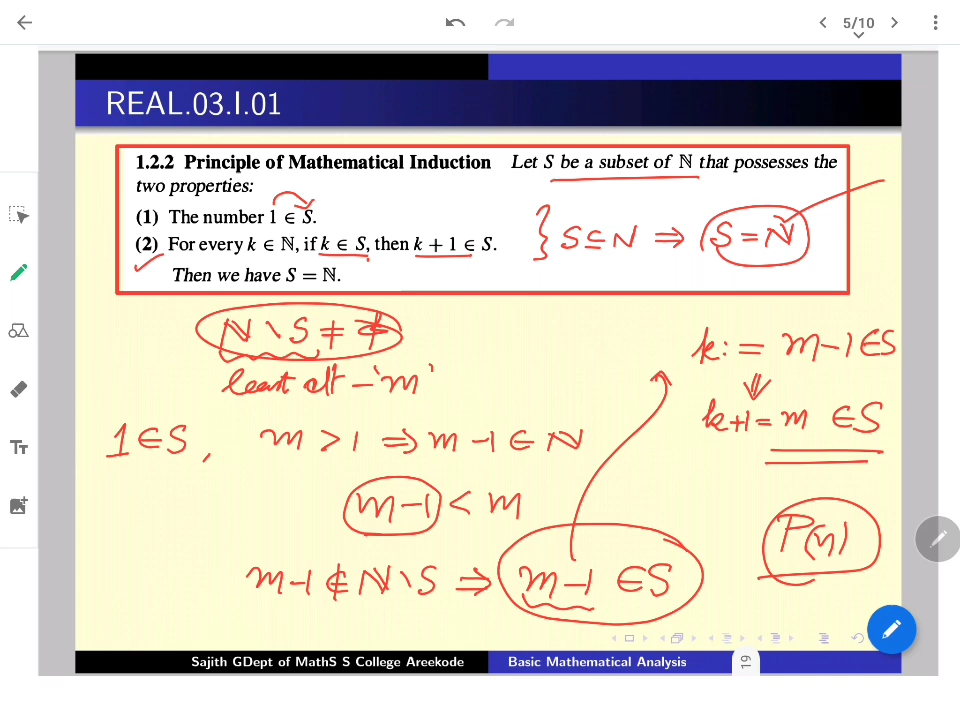 5/10
REAL.03.I.01
1.2.2 Principle of Mathematical Induction Let S be a subset of ℕ that possesses the
two properties:
(1) The number 1 ∈ S.
(2) For every k ∈ ℕ, if k ∈ S, then k + 1 ∈ S.
Then we have S = ℕ.
} S ⊆ N ⇒ S = N
N \ S ≠ ϕ
least elt - 'm'
1 ∈ S, m > 1 ⇒ m - 1 ∈ N
m-1 < m
m-1 ∉ N \ S ⇒ m-1 ∈ S
k := m-1 ∈ S
⇓
k+1 = m ∈ S
P(n)
Sajith GDept of MathS S College Areekode Basic Mathematical Analysis 19